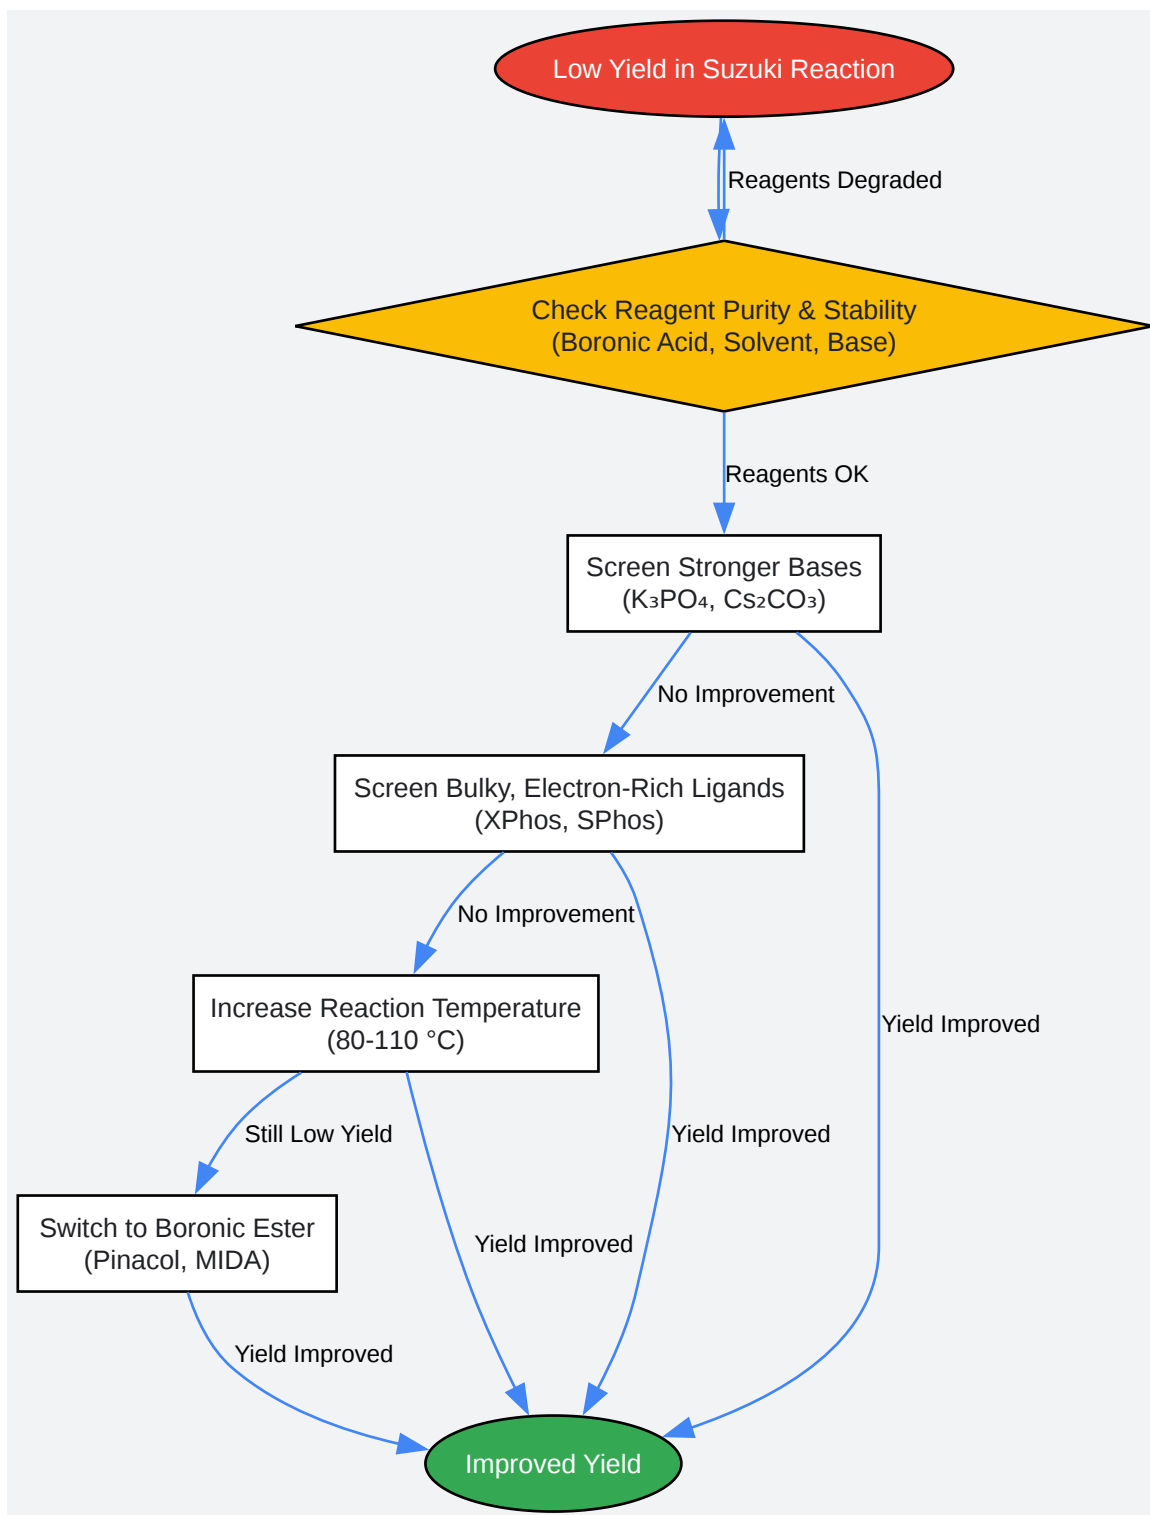 Low Yield in Suzuki Reaction
Reagents Degraded
Check Reagent Purity & Stability
(Boronic Acid, Solvent, Base)
Reagents OK
Screen Stronger Bases
(K₃PO₄, Cs₂CO₃)
No Improvement
Screen Bulky, Electron-Rich Ligands
(XPhos, SPhos)
No Improvement
Increase Reaction Temperature
(80-110 °C)
Yield Improved
Still Low Yield
Yield Improved
Switch to Boronic Ester
(Pinacol, MIDA)
Yield Improved
Yield Improved
Improved Yield